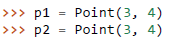 >>> p1 = Point(3, 4)
>>> p2 = Point(3, 4)